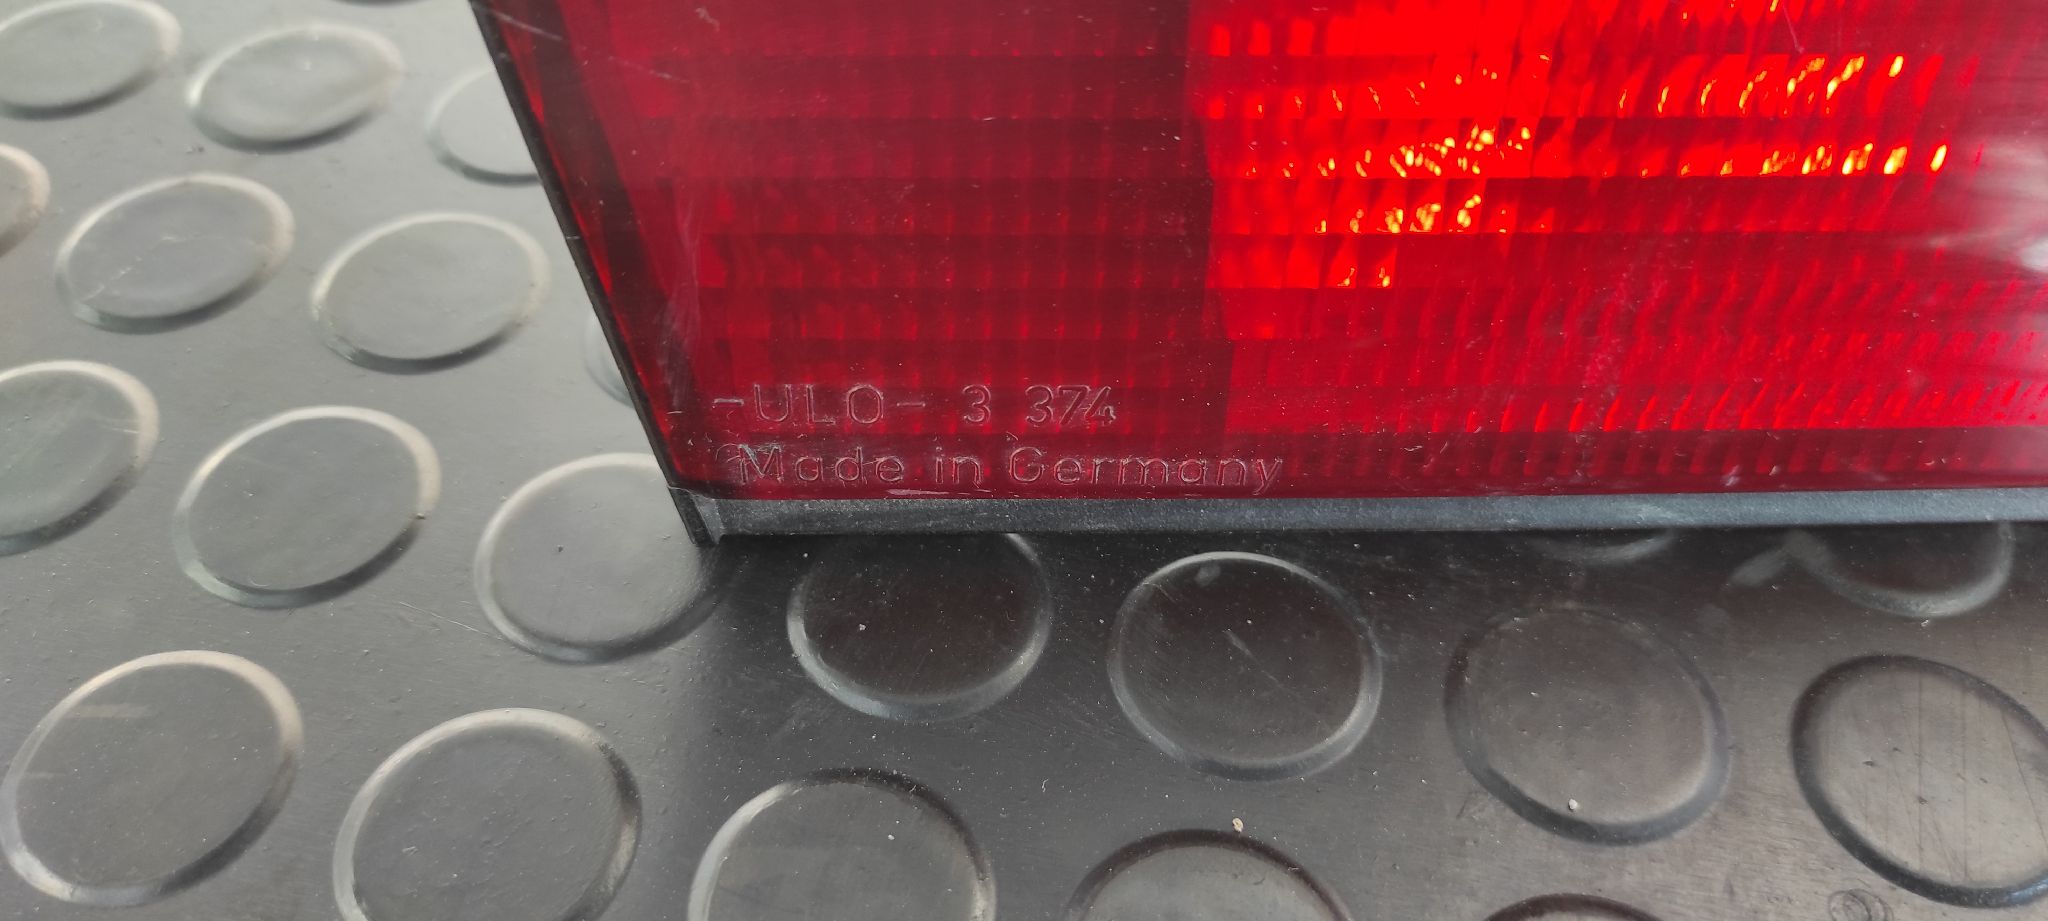 -ULO- 3 374
Made in Germany